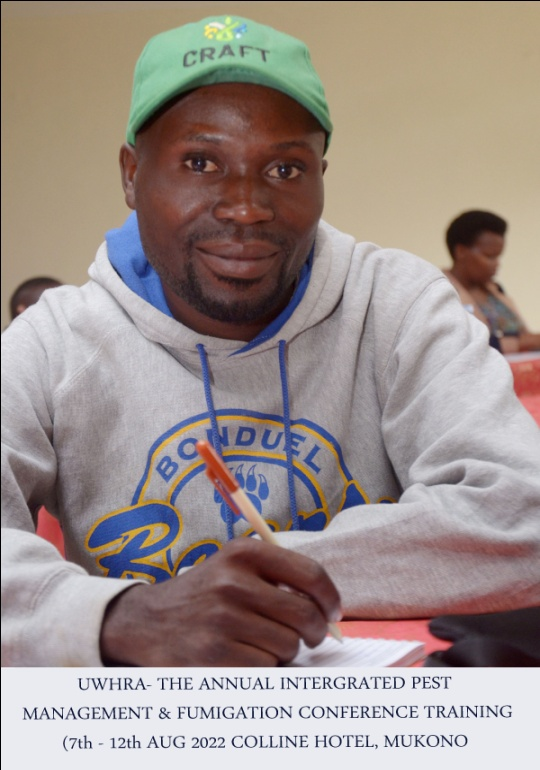 CRAFT
BONDUEL
UWHRA- THE ANNUAL INTERGRATED PEST
MANAGEMENT & FUMIGATION CONFERENCE TRAINING
(7th - 12th AUG 2022 COLLINE HOTEL, MUKONO